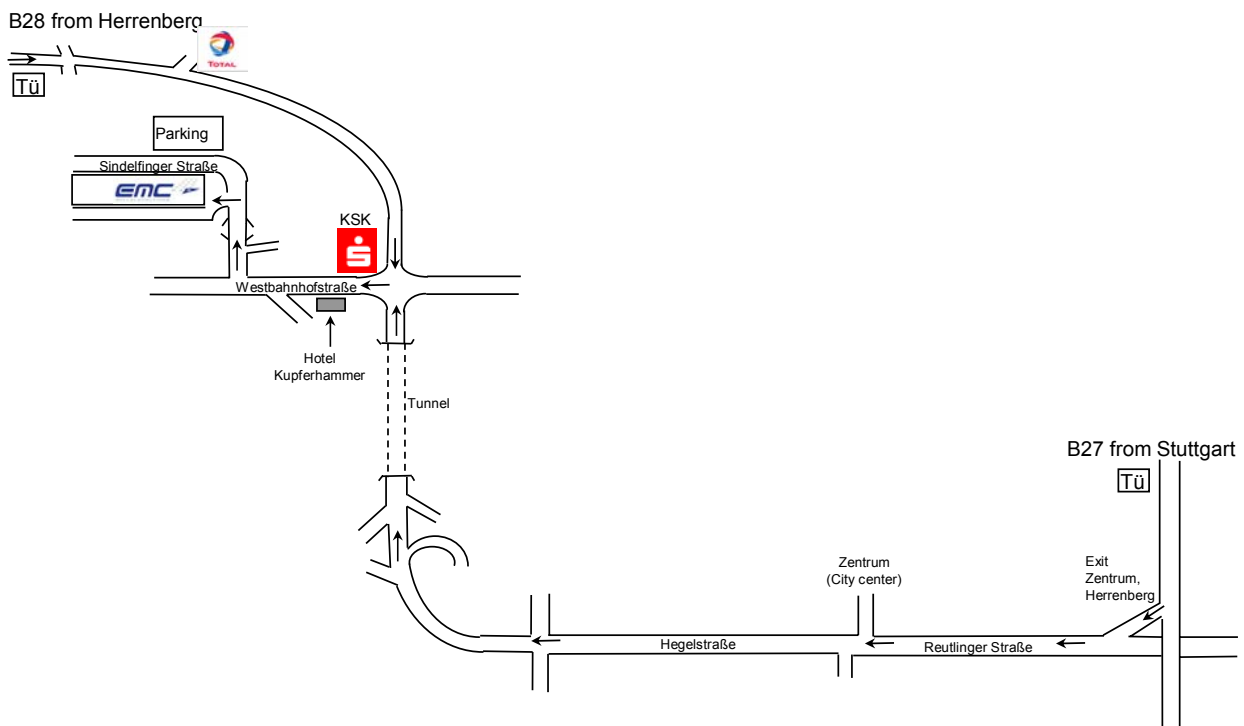 B28 from Herrenberg
TOTAL
Tü
Parking
Sindelfinger Straße
EMC
KSK
Westbahnhofstraße
Hotel
Kupferhammer
Tunnel
B27 from Stuttgart
Tü
Zentrum
(City center)
Exit
Zentrum,
Herrenberg
Hegelstraße
Reutlinger Straße